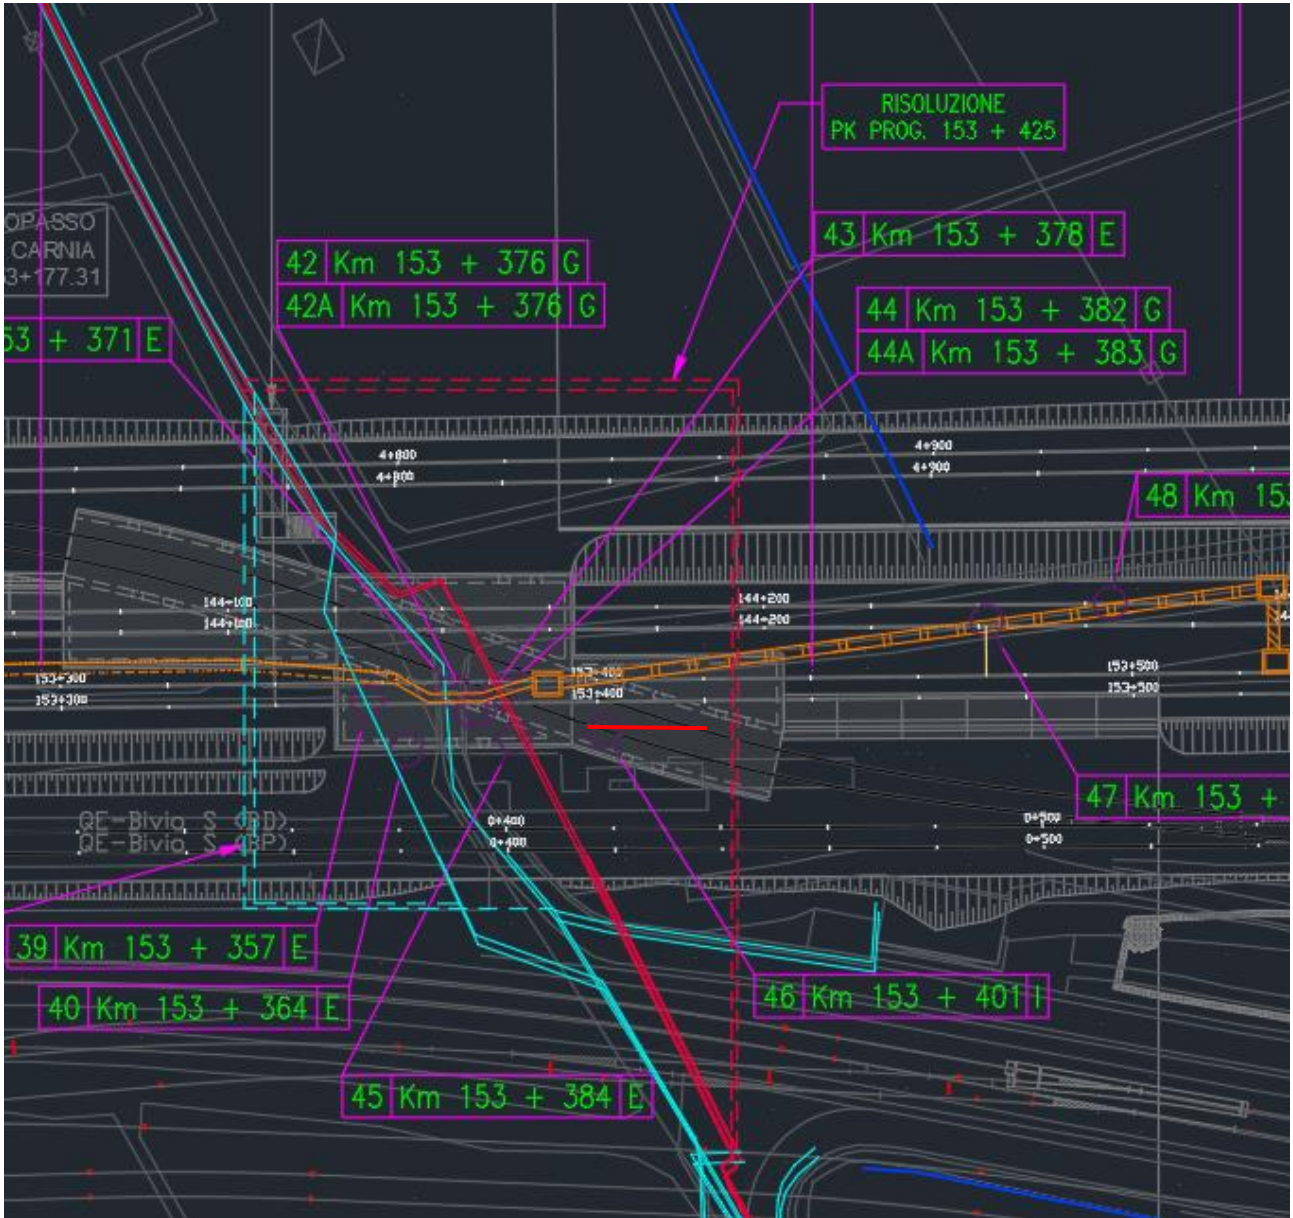 RISOLUZIONE
PK PROG. 153 + 425
OPASSO
CARNIA
3+177.31
42 Km 153 + 376 G
42A Km 153 + 376 G
43 Km 153 + 378 E
44 Km 153 + 382 G
44A Km 153 + 383 G
53 + 371 E
4+800
4+800
4+900
4+900
48 Km 153
144+100
144+100
144+200
144+200
153+300
153+300
153+400
153+400
153+500
153+500
47 Km 153 +
QE-Bivio S (BD)
QE-Bivio S (BP)
0+400
0+400
0+500
0+500
39 Km 153 + 357 E
40 Km 153 + 364 E
46 Km 153 + 401 I
45 Km 153 + 384 E